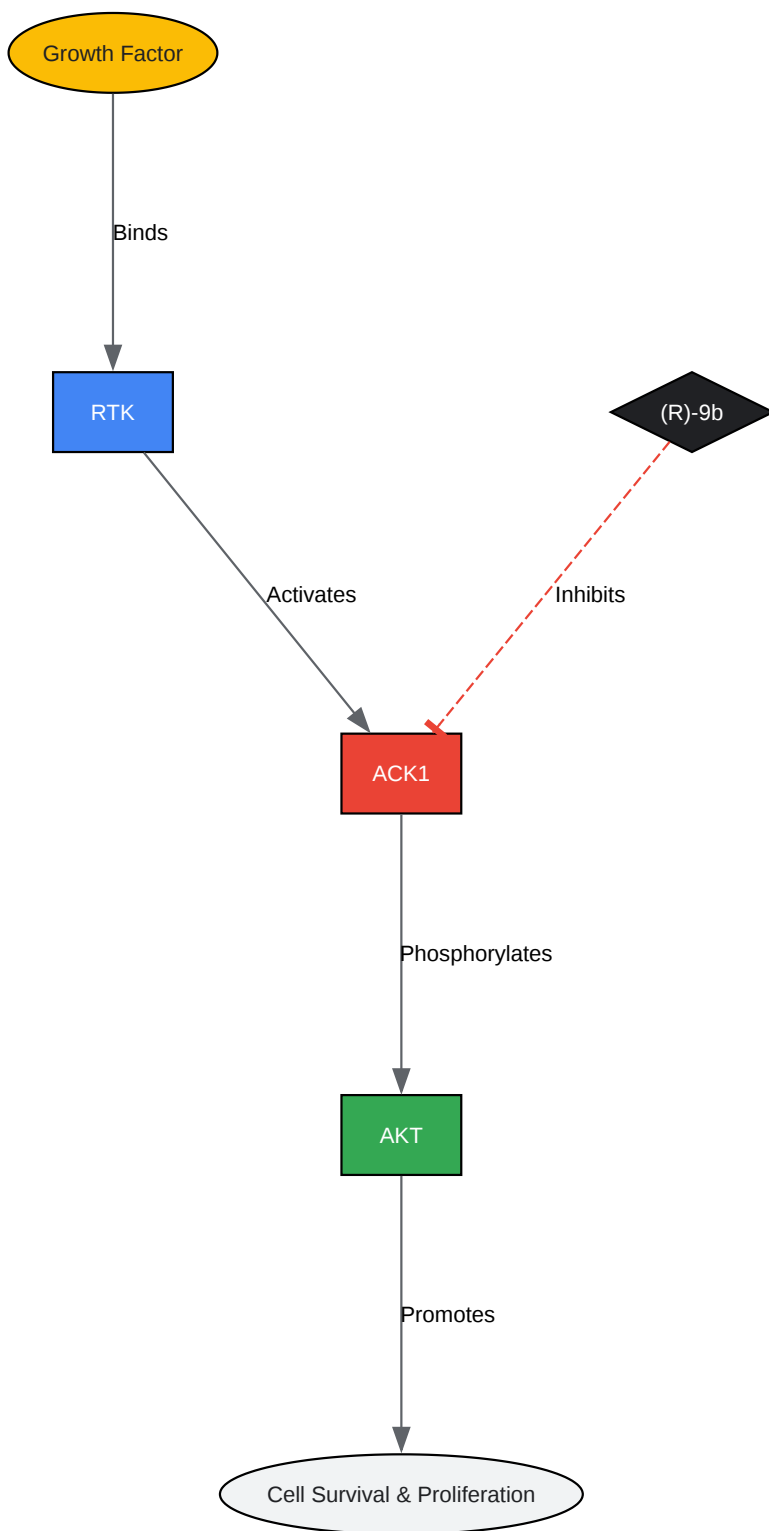 Growth Factor
Binds
RTK
(R)-9b
Activates
Inhibits
ACK1
Phosphorylates
AKT
Promotes
Cell Survival & Proliferation